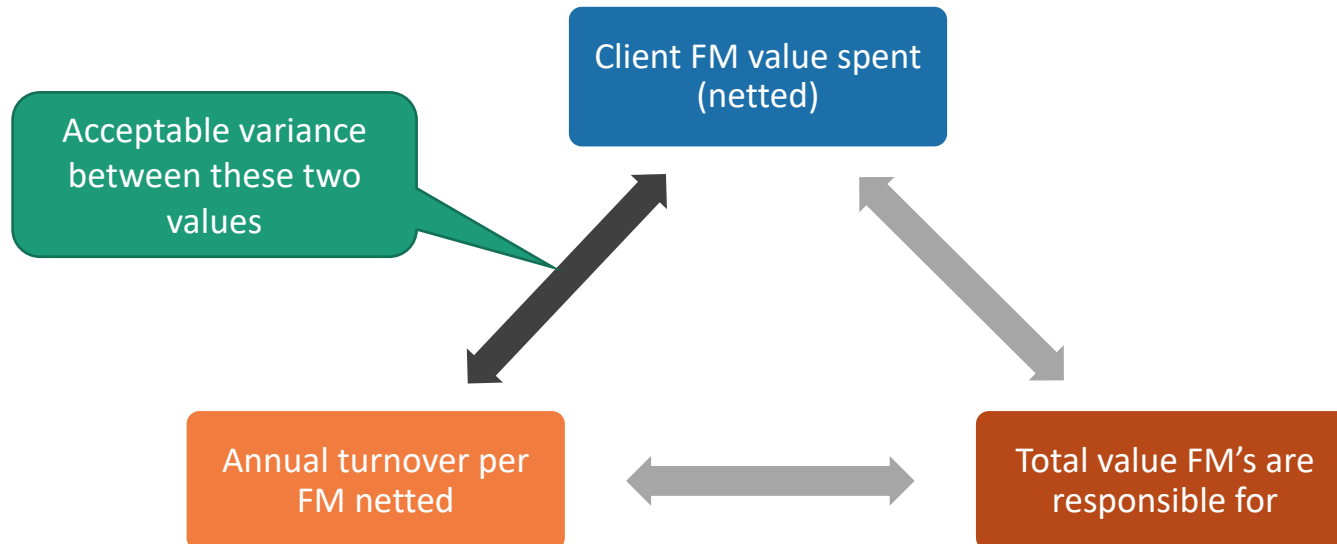 Client FM value spent
(netted)
Acceptable variance
between these two
values
Annual turnover per
FM netted
Total value FM’s are
responsible for